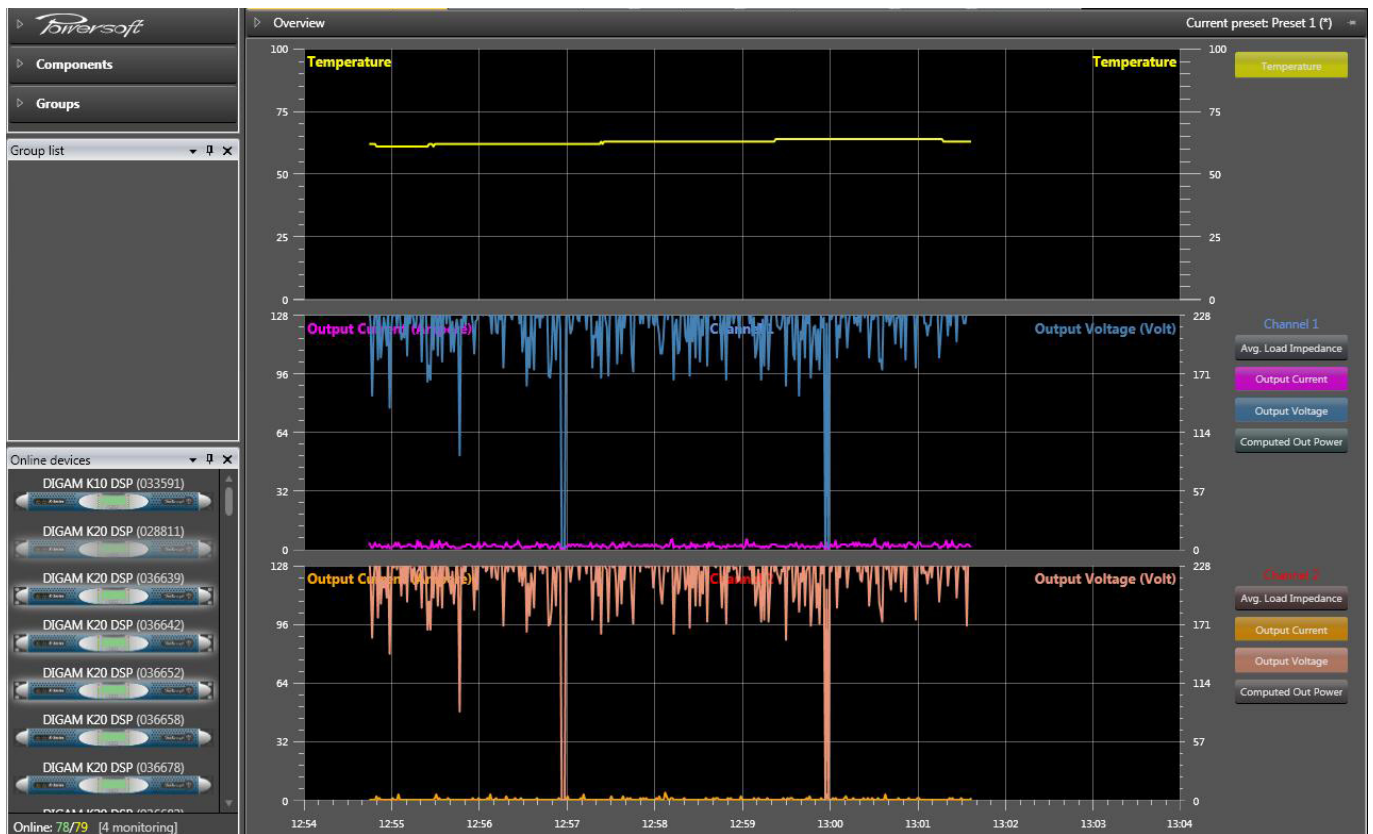 Powersoft
Components
Groups
Group list
Online devices
DIGAM K10 DSP (033591)
DIGAM K20 DSP (028811)
DIGAM K20 DSP (036639)
DIGAM K20 DSP (036642)
DIGAM K20 DSP (036652)
DIGAM K20 DSP (036658)
DIGAM K20 DSP (036678)
Online: 78/79 [4 monitoring]
Overview
Current preset: Preset 1 (*)
Temperature
Temperature
100
75
50
25
0
100
75
50
25
0
Temperature
Output Current (Ampere)
Channel 1
Output Voltage (Volt)
128
96
64
32
0
228
171
114
57
0
Channel 1
Avg. Load Impedance
Output Current
Output Voltage
Computed Out Power
Output Current (Ampere)
Output Voltage (Volt)
128
96
64
32
0
228
171
114
57
0
Channel 2
Avg. Load Impedance
Output Current
Output Voltage
Computed Out Power
12:54 12:55 12:56 12:57 12:58 12:59 13:00 13:01 13:02 13:03 13:04